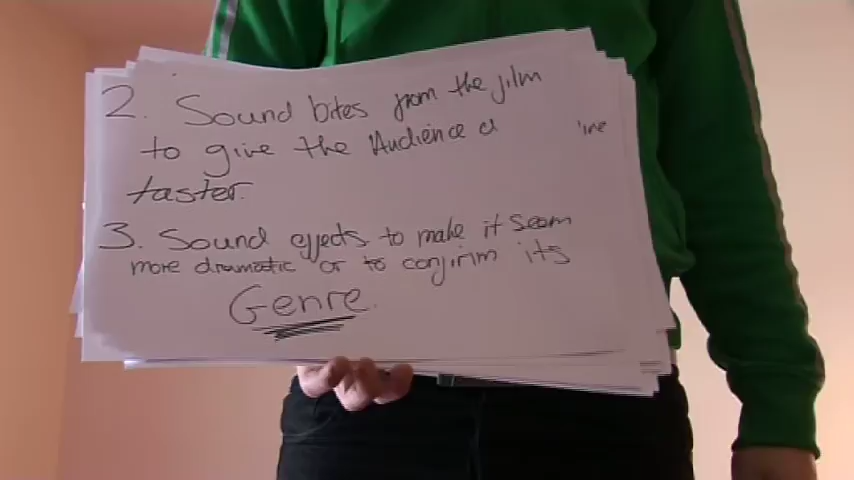 2. Sound bites from the film
to give the Audience a
taster.
3. Sound effects to make it seem
more dramatic or to confirim its
Genre.